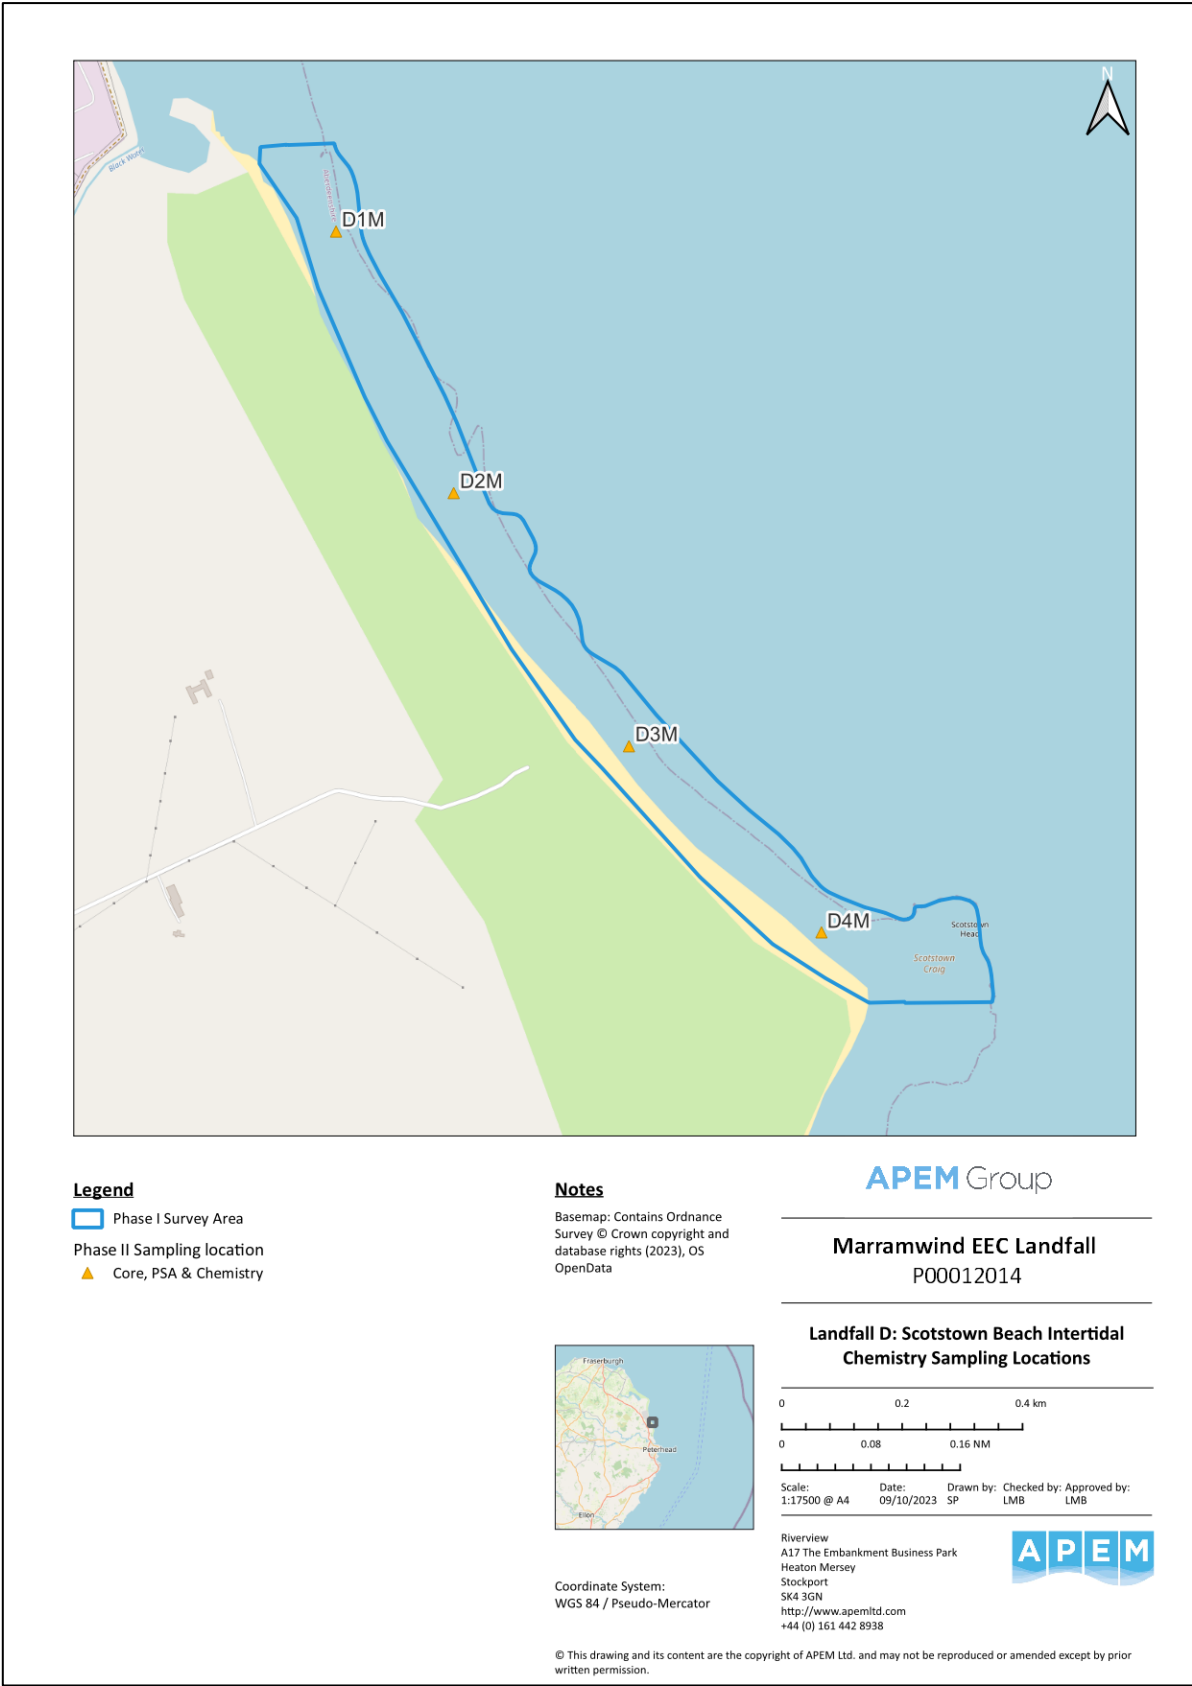 N
Black Water
Aberdeenshire
D1M
D2M
D3M
D4M
Scotstown
Head
Scotstown
Craig
Legend
Phase I Survey Area
Phase II Sampling location
Core, PSA & Chemistry
Notes
Basemap: Contains Ordnance
Survey © Crown copyright and
database rights (2023), OS
OpenData
Fraserburgh
Peterhead
Ellon
Coordinate System:
WGS 84 / Pseudo-Mercator
APEM Group
Marramwind EEC Landfall
P00012014
Landfall D: Scotstown Beach Intertidal
Chemistry Sampling Locations
0 0.2 0.4 km
0 0.08 0.16 NM
Scale: Date: Drawn by: Checked by: Approved by:
1:17500 @ A4 09/10/2023 SP LMB LMB
Riverview
A17 The Embankment Business Park
Heaton Mersey
Stockport
SK4 3GN
http://www.apemltd.com
+44 (0) 161 442 8938
APEM
© This drawing and its content are the copyright of APEM Ltd. and may not be reproduced or amended except by prior
written permission.